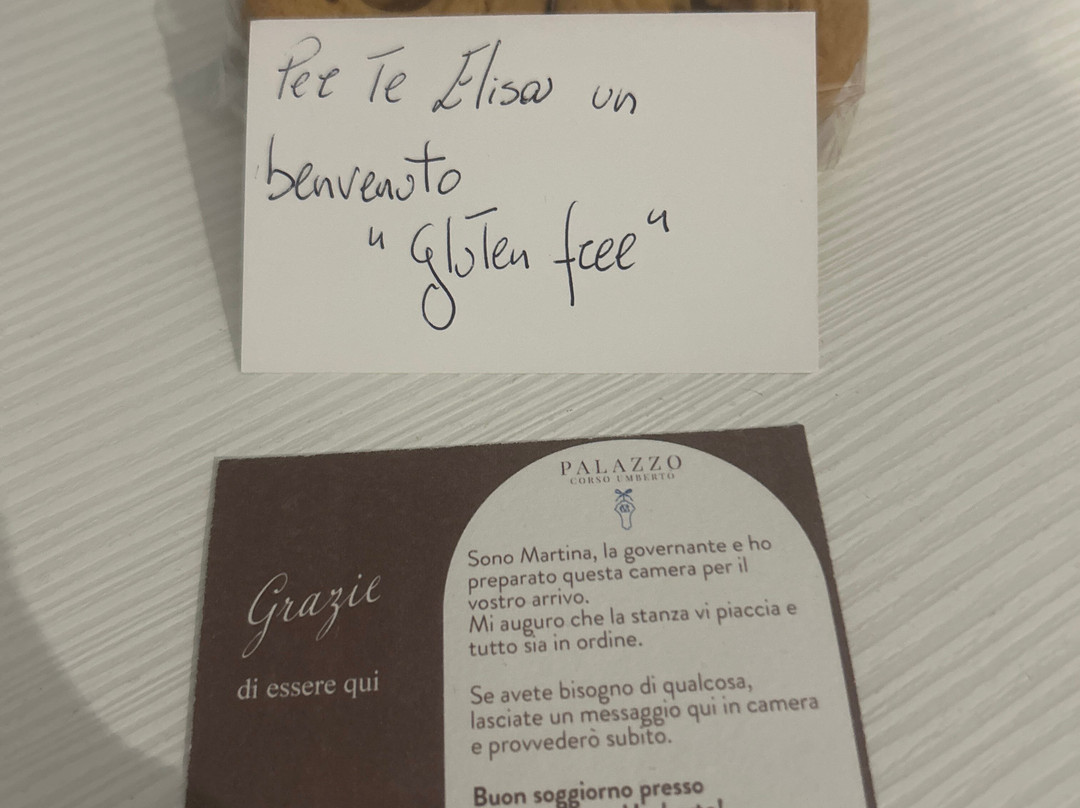 Per Te Elisa un
benvenuto
"Gluten free"
PALAZZO
CORSO UMBERTO
Grazie
di essere qui
Sono Martina, la governante e ho
preparato questa camera per il
vostro arrivo.
Mi auguro che la stanza vi piaccia e
tutto sia in ordine.
Se avete bisogno di qualcosa,
lasciate un messaggio qui in camera
e provvederò subito.
Buon soggiorno presso